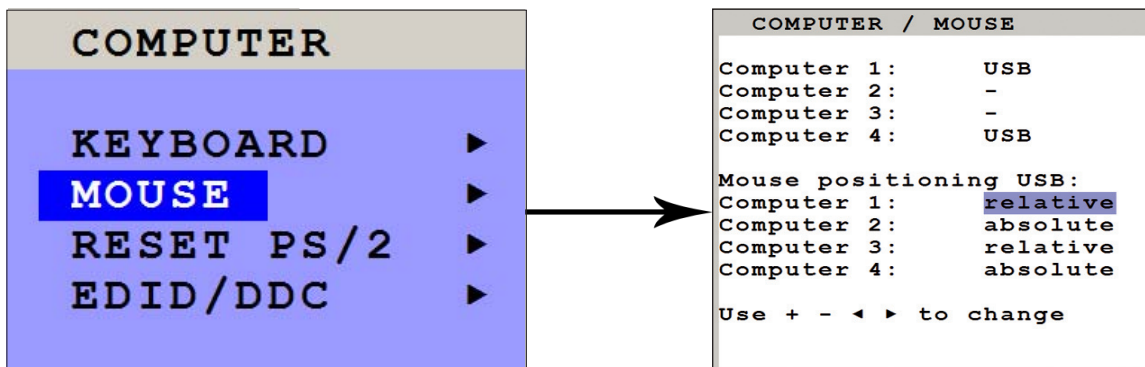 COMPUTER
KEYBOARD ►
MOUSE ►
RESET PS/2 ►
EDID/DDC ►
COMPUTER / MOUSE
Computer 1: USB
Computer 2: -
Computer 3: -
Computer 4: USB
Mouse positioning USB:
Computer 1: relative
Computer 2: absolute
Computer 3: relative
Computer 4: absolute
Use + - ◄ ► to change